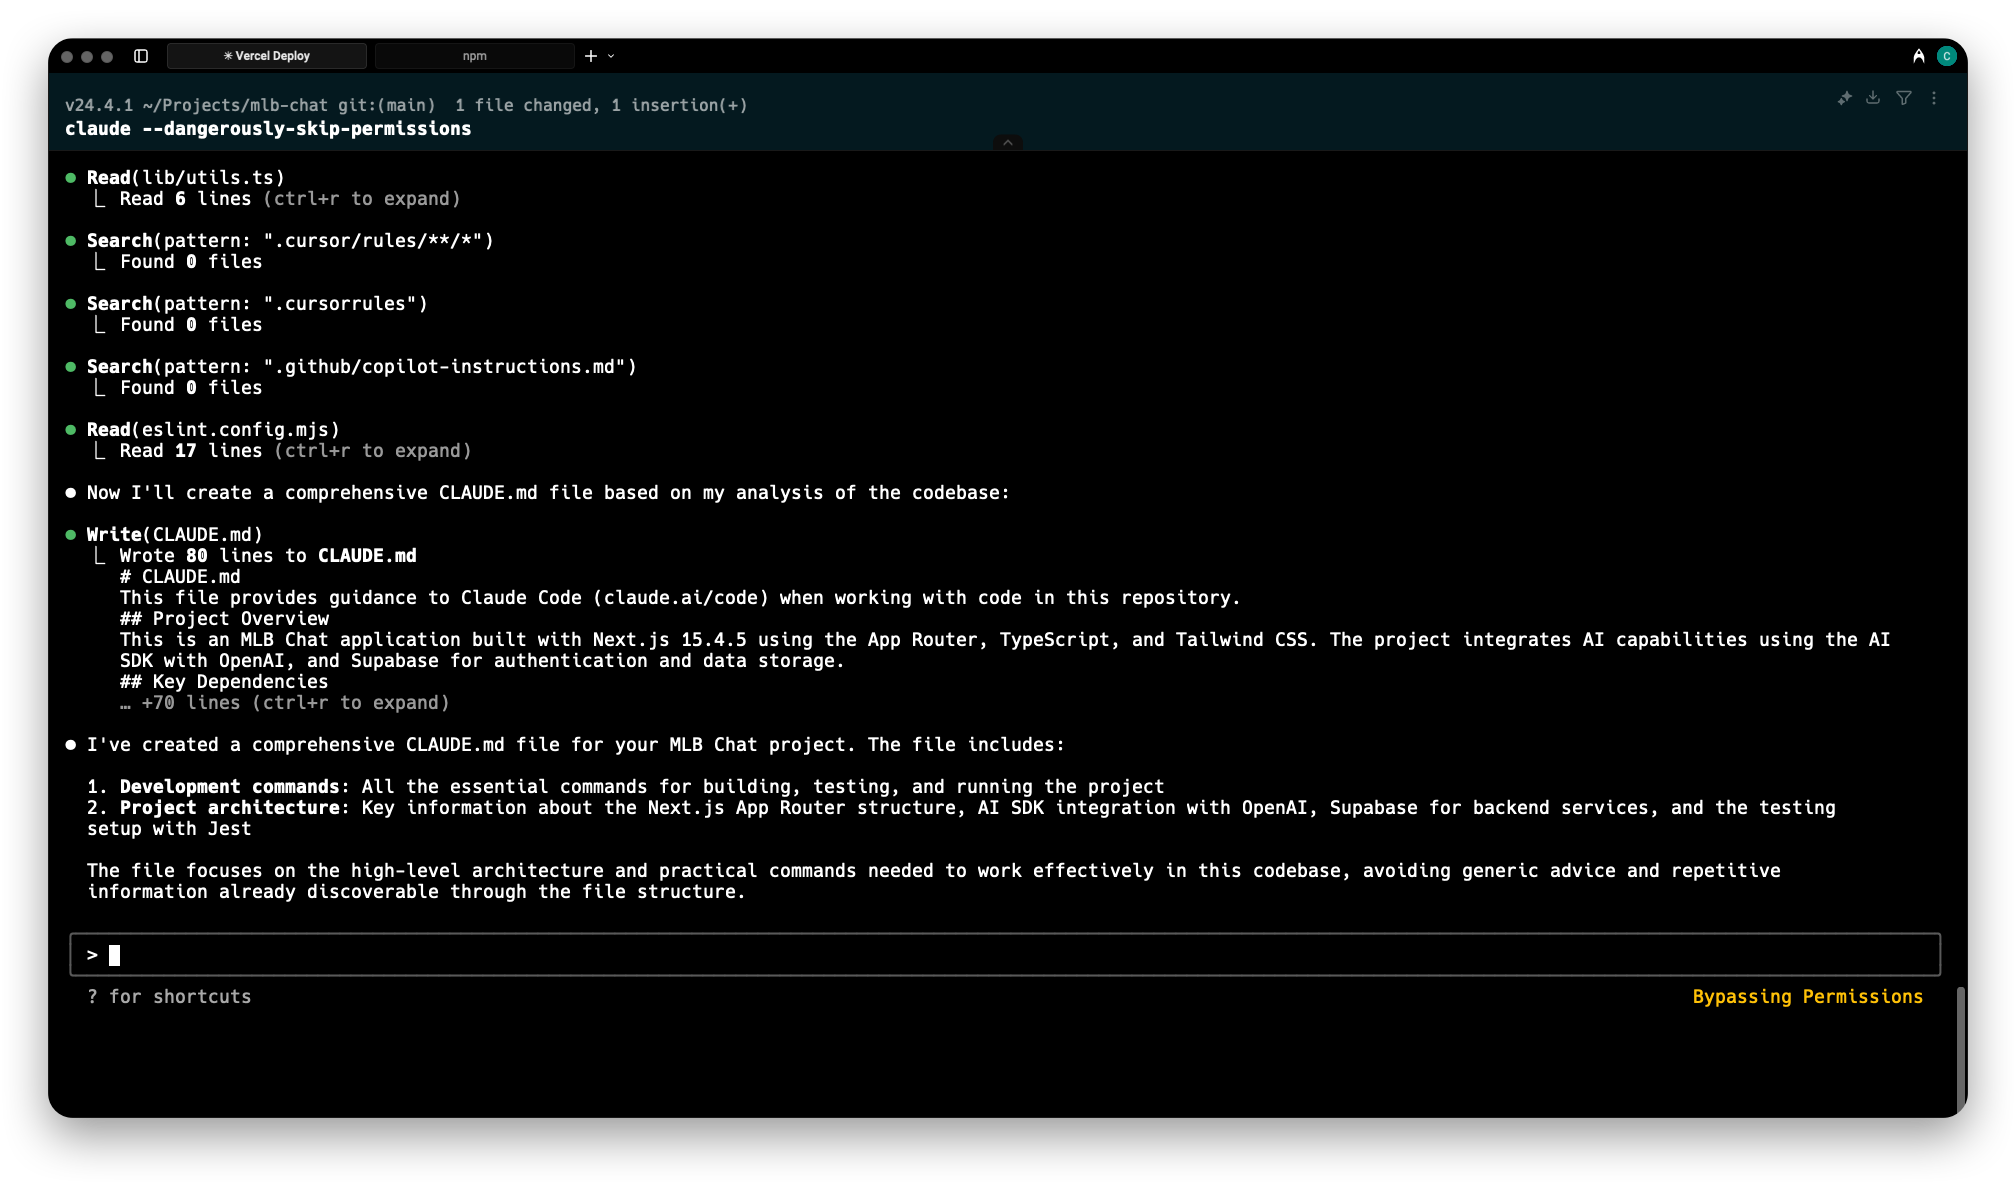 ✳ Vercel Deploy
npm
C
v24.4.1 ~/Projects/mlb-chat git:(main)  1 file changed, 1 insertion(+)
claude --dangerously-skip-permissions
● Read(lib/utils.ts)
⎿ Read 6 lines (ctrl+r to expand)
● Search(pattern: ".cursor/rules/**/*")
⎿ Found 0 files
● Search(pattern: ".cursorrules")
⎿ Found 0 files
● Search(pattern: ".github/copilot-instructions.md")
⎿ Found 0 files
● Read(eslint.config.mjs)
⎿ Read 17 lines (ctrl+r to expand)
● Now I'll create a comprehensive CLAUDE.md file based on my analysis of the codebase:
● Write(CLAUDE.md)
⎿ Wrote 80 lines to CLAUDE.md
# CLAUDE.md
This file provides guidance to Claude Code (claude.ai/code) when working with code in this repository.
## Project Overview
This is an MLB Chat application built with Next.js 15.4.5 using the App Router, TypeScript, and Tailwind CSS. The project integrates AI capabilities using the AI
SDK with OpenAI, and Supabase for authentication and data storage.
## Key Dependencies
… +70 lines (ctrl+r to expand)
● I've created a comprehensive CLAUDE.md file for your MLB Chat project. The file includes:
1. Development commands: All the essential commands for building, testing, and running the project
2. Project architecture: Key information about the Next.js App Router structure, AI SDK integration with OpenAI, Supabase for backend services, and the testing
setup with Jest
The file focuses on the high-level architecture and practical commands needed to work effectively in this codebase, avoiding generic advice and repetitive
information already discoverable through the file structure.
>
? for shortcuts
Bypassing Permissions